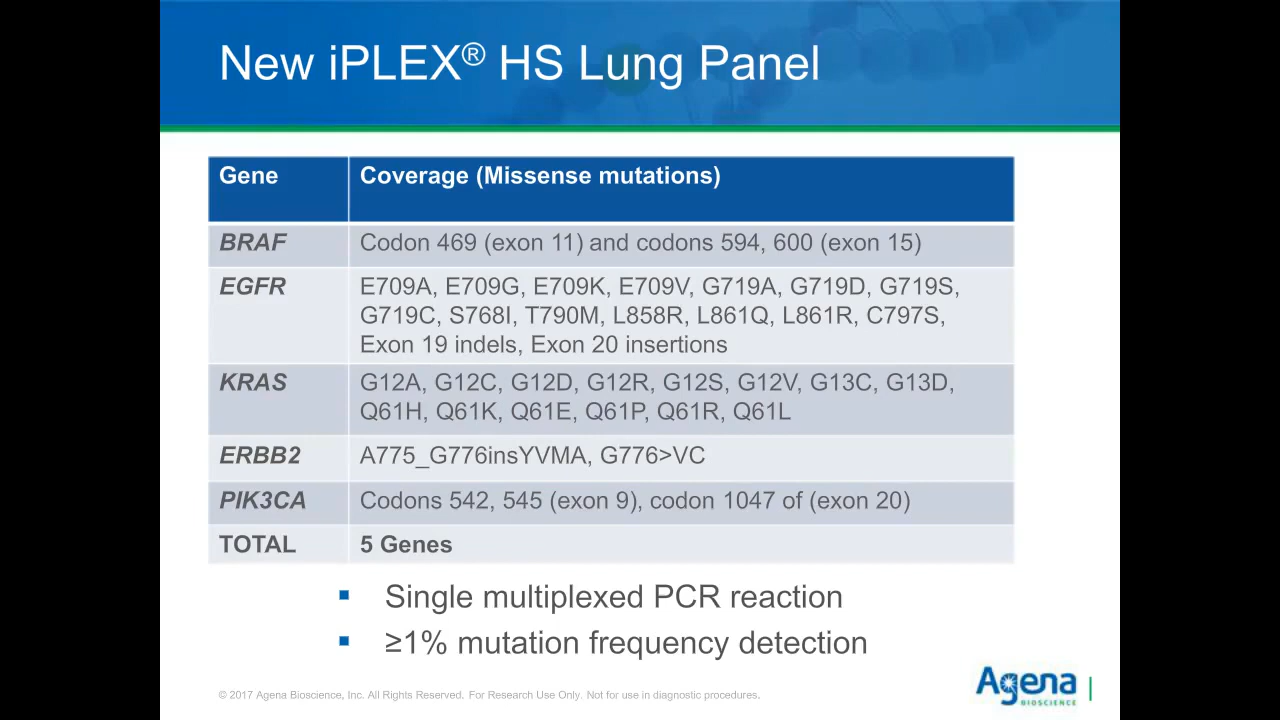 New iPLEX® HS Lung Panel
Gene
Coverage (Missense mutations)
BRAF
Codon 469 (exon 11) and codons 594, 600 (exon 15)
EGFR
E709A, E709G, E709K, E709V, G719A, G719D, G719S,
G719C, S768I, T790M, L858R, L861Q, L861R, C797S,
Exon 19 indels, Exon 20 insertions
KRAS
G12A, G12C, G12D, G12R, G12S, G12V, G13C, G13D,
Q61H, Q61K, Q61E, Q61P, Q61R, Q61L
ERBB2
A775_G776insYVMA, G776>VC
PIK3CA
Codons 542, 545 (exon 9), codon 1047 of (exon 20)
TOTAL
5 Genes
▪ Single multiplexed PCR reaction
▪ ≥1% mutation frequency detection
© 2017 Agena Bioscience, Inc. All Rights Reserved. For Research Use Only. Not for use in diagnostic procedures.
Agena
BIOSCIENCE